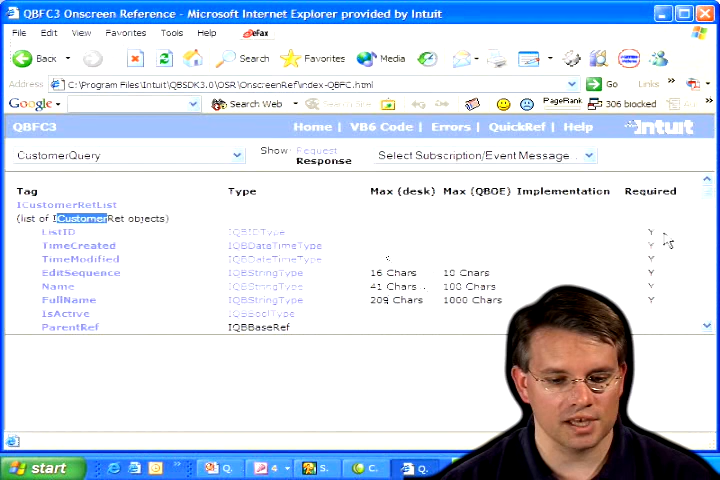 QBFC3 Onscreen Reference - Microsoft Internet Explorer provided by Intuit
File Edit View Favorites Tools Help eFax
Back Search Favorites Media
Address C:\Program Files\Intuit\QBSDK3.0\OSR\OnscreenRef\index-QBFC.html Go Links »
Google Search Web Search Site PageRank 306 blocked
QBFC3 Home | VB6 Code | Errors | QuickRef | Help intuit
CustomerQuery Show: Request Response Select Subscription/Event Message...
Tag Type Max (desk) Max (QBOE) Implementation Required
ICustomerRetList
(list of ICustomerRet objects)
ListID IQBIDType Y
TimeCreated IQBDateTimeType Y
TimeModified IQBDateTimeType Y
EditSequence IQBStringType 16 Chars 10 Chars Y
Name IQBStringType 41 Chars 100 Chars Y
FullName IQBStringType 209 Chars 1000 Chars Y
IsActive IQBBoolType
ParentRef IQBBaseRef
start Q. 4 S. C. Q.